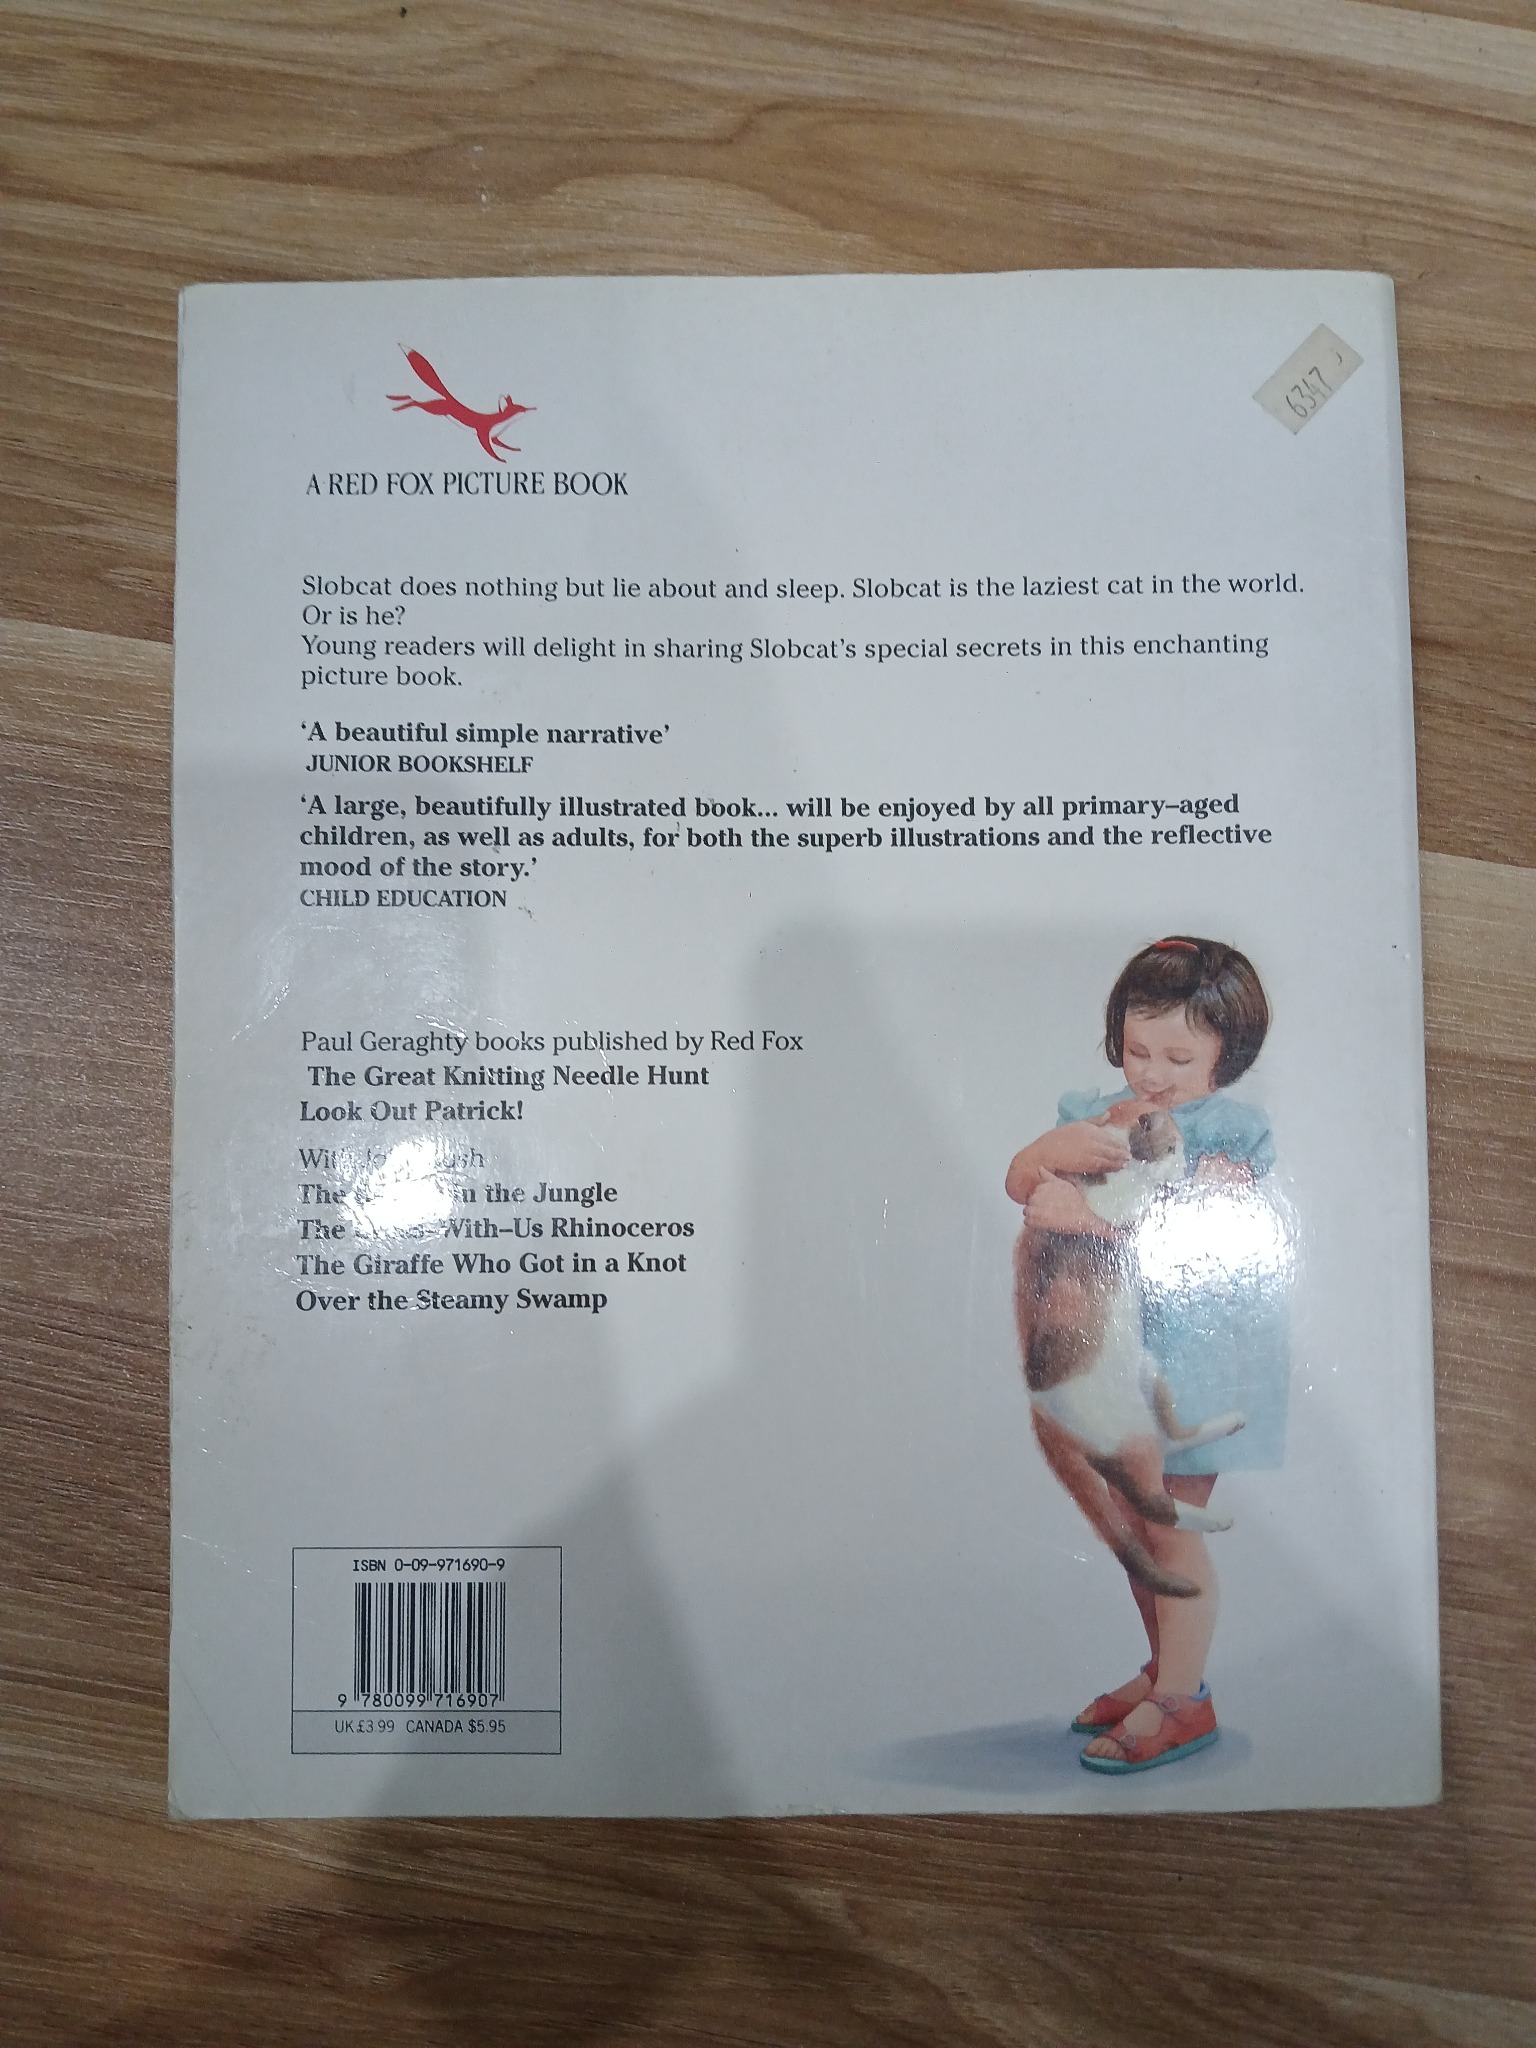 6347
A RED FOX PICTURE BOOK
Slobcat does nothing but lie about and sleep. Slobcat is the laziest cat in the world.
Or is he?
Young readers will delight in sharing Slobcat's special secrets in this enchanting
picture book.
‘A beautiful simple narrative’
JUNIOR BOOKSHELF
‘A large, beautifully illustrated book... will be enjoyed by all primary–aged
children, as well as adults, for both the superb illustrations and the reflective
mood of the story.’
CHILD EDUCATION
Paul Geraghty books published by Red Fox
The Great Knitting Needle Hunt
Look Out Patrick!
With
The in the Jungle
The With–Us Rhinoceros
The Giraffe Who Got in a Knot
Over the Steamy Swamp
ISBN 0-09-971690-9
9 780099 716907
UK £3.99 CANADA $5.95